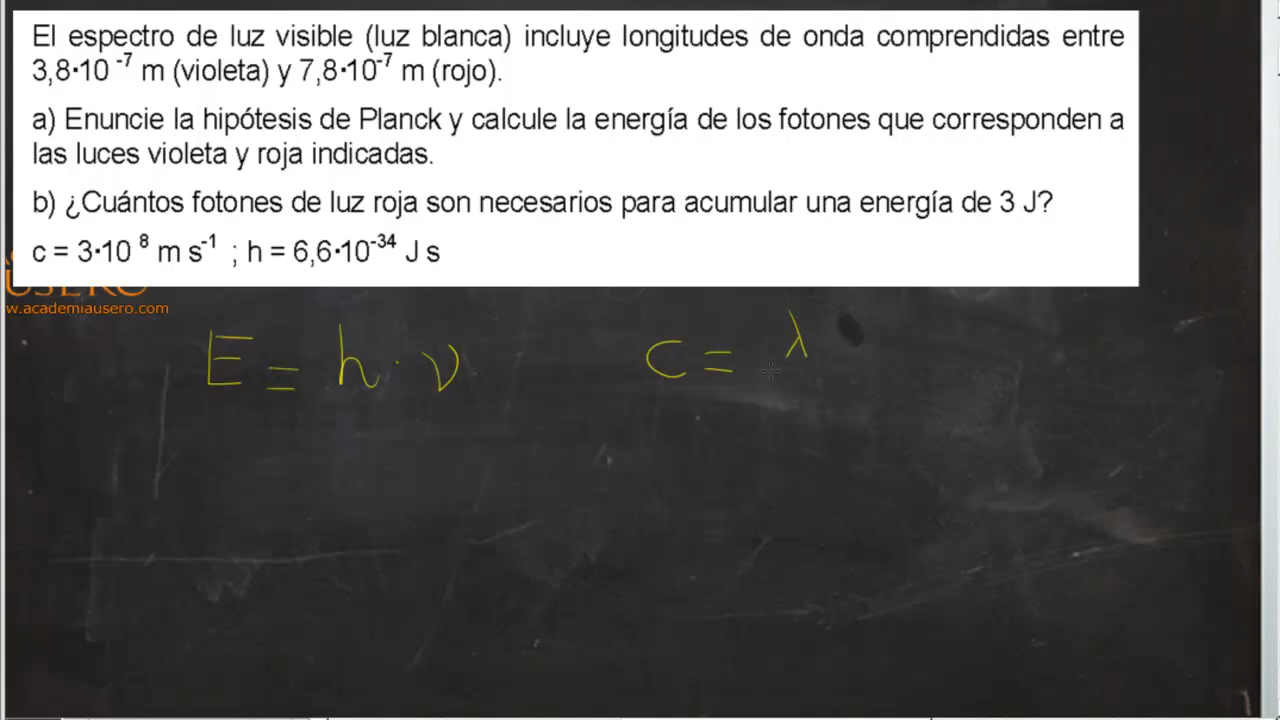 El espectro de luz visible (luz blanca) incluye longitudes de onda comprendidas entre
3,8·10 ⁻⁷ m (violeta) y 7,8·10⁻⁷ m (rojo).
a) Enuncie la hipótesis de Planck y calcule la energía de los fotones que corresponden a
las luces violeta y roja indicadas.
b) ¿Cuántos fotones de luz roja son necesarios para acumular una energía de 3 J?
c = 3·10 ⁸ m s⁻¹ ; h = 6,6·10⁻³⁴ J s
w.academiausero.com
E = h · ν
c = λ